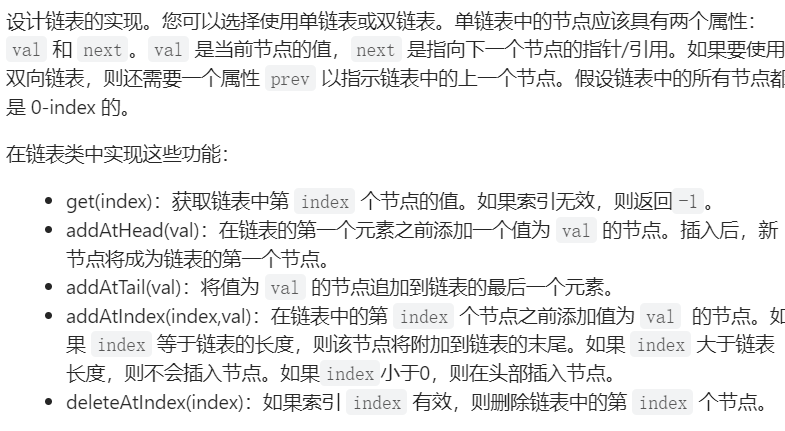 设计链表的实现。您可以选择使用单链表或双链表。单链表中的节点应该具有两个属性：
val 和 next。val 是当前节点的值，next 是指向下一个节点的指针/引用。如果要使用
双向链表，则还需要一个属性 prev 以指示链表中的上一个节点。假设链表中的所有节点都
是 0-index 的。
在链表类中实现这些功能：
• get(index)：获取链表中第 index 个节点的值。如果索引无效，则返回-1。
• addAtHead(val)：在链表的第一个元素之前添加一个值为 val 的节点。插入后，新
节点将成为链表的第一个节点。
• addAtTail(val)：将值为 val 的节点追加到链表的最后一个元素。
• addAtIndex(index,val)：在链表中的第 index 个节点之前添加值为 val 的节点。如
果 index 等于链表的长度，则该节点将附加到链表的末尾。如果 index 大于链表
长度，则不会插入节点。如果index小于0，则在头部插入节点。
• deleteAtIndex(index)：如果索引 index 有效，则删除链表中的第 index 个节点。